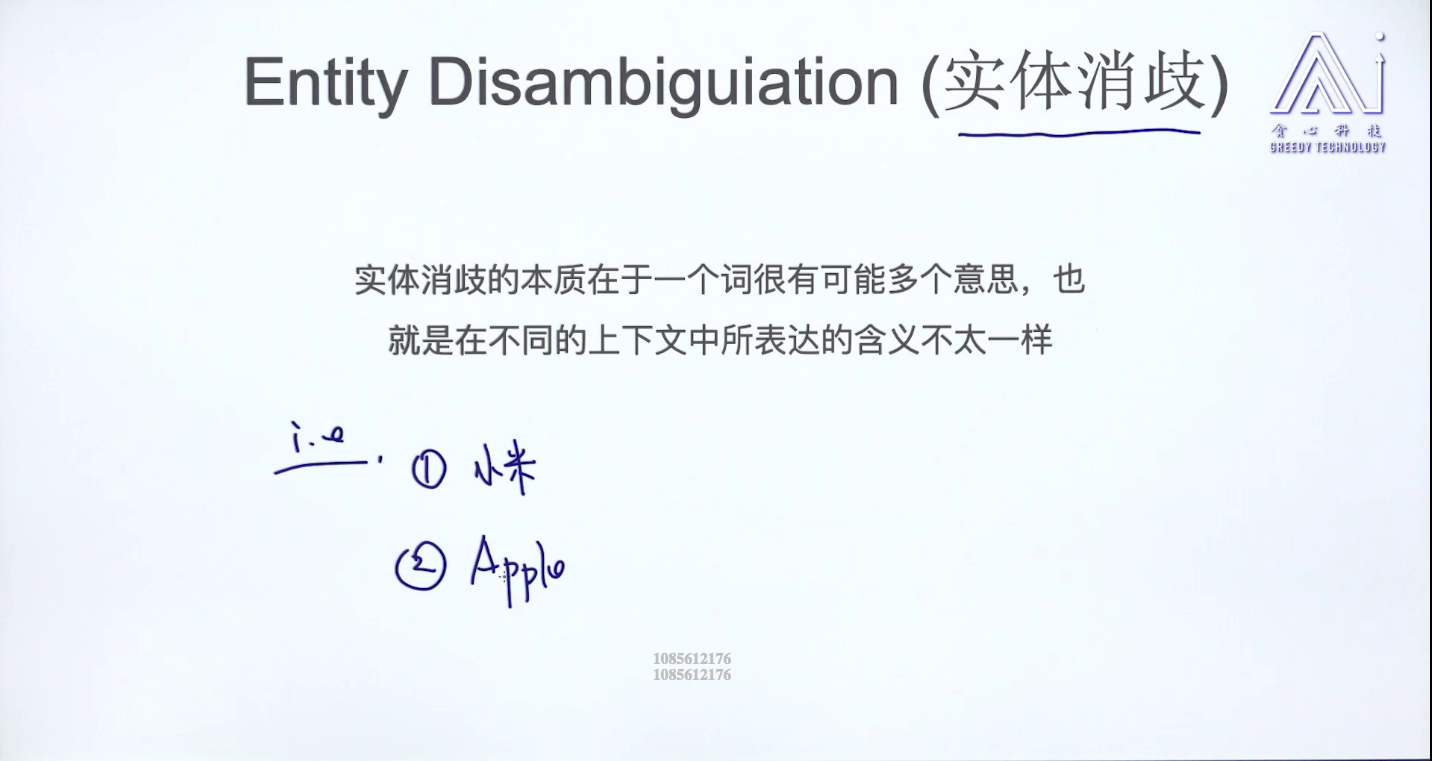 Entity Disambiguiation (实体消歧)
贪心科技
GREEDY TECHNOLOGY
实体消歧的本质在于一个词很有可能多个意思，也
就是在不同的上下文中所表达的含义不太一样
i.e.
① 小米
② Apple
1085612176
1085612176